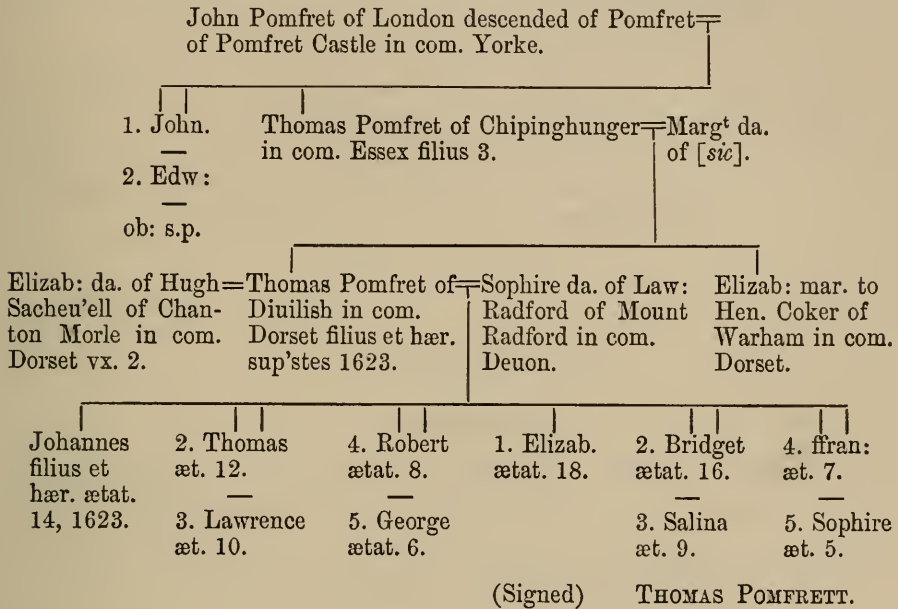 John Pomfret of London descended of Pomfret
of Pomfret Castle in com. Yorke.
1. John.
—
2. Edw:
—
ob: s.p.
Thomas Pomfret of Chipinghunger
in com. Essex filius 3.
Margᵗ da.
of [sic].
Elizab: da. of Hugh
Sacheu'ell of Chan-
ton Morle in com.
Dorset vx. 2.
Thomas Pomfret of
Diuilish in com.
Dorset filius et hær.
sup'stes 1623.
Sophire da. of Law:
Radford of Mount
Radford in com.
Deuon.
Elizab: mar. to
Hen. Coker of
Warham in com.
Dorset.
Johannes
filius et
hær. ætat.
14, 1623.
2. Thomas
æt. 12.
—
3. Lawrence
æt. 10.
4. Robert
ætat. 8.
—
5. George
ætat. 6.
1. Elizab.
ætat. 18.
2. Bridget
ætat. 16.
—
3. Salina
æt. 9.
4. ffran:
æt. 7.
—
5. Sophire
æt. 5.
(Signed) THOMAS POMFRETT.